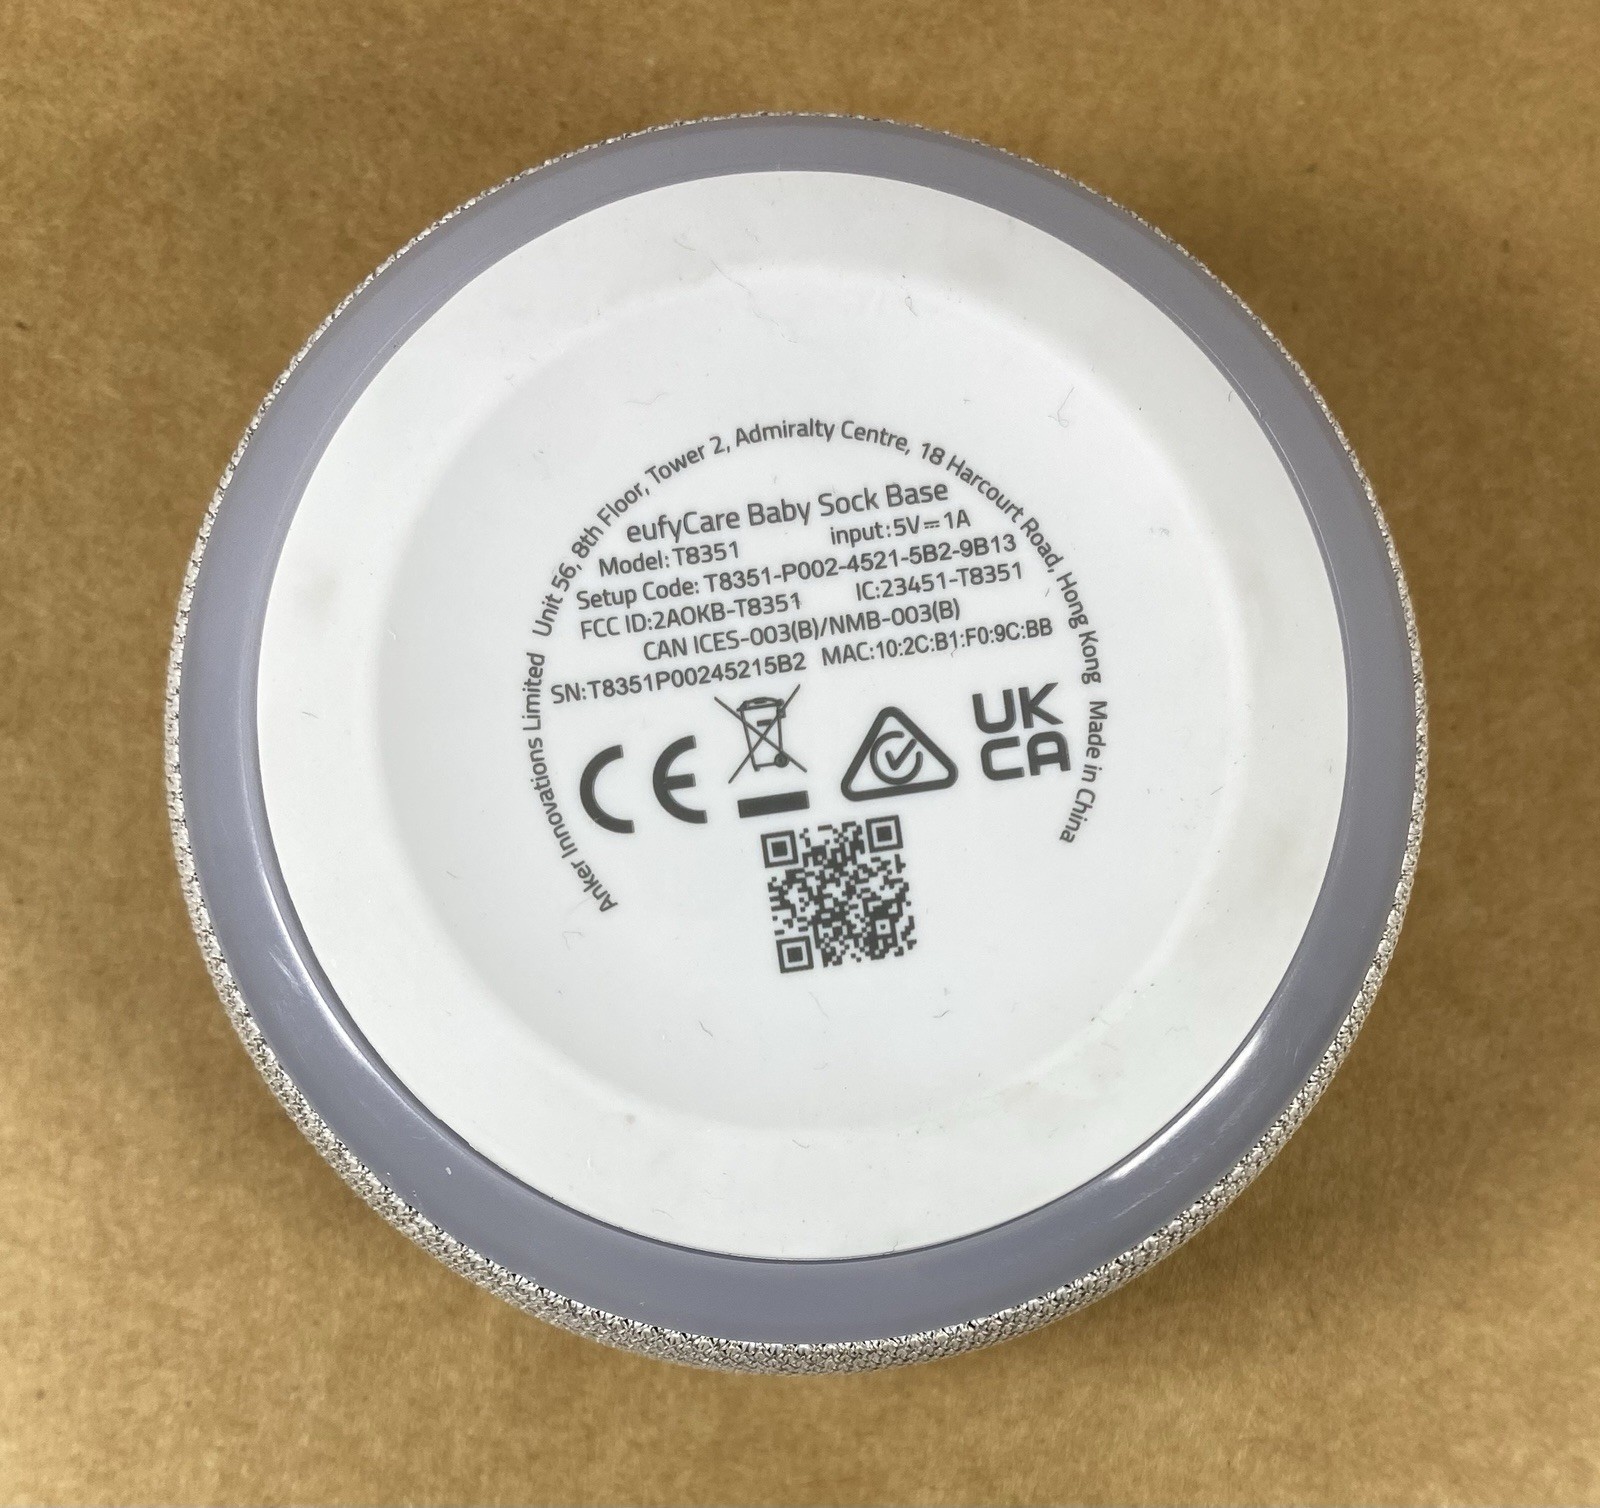 Anker Innovations Limited Unit 56, 8th Floor, Tower 2, Admiralty Centre, 18 Harcourt Road, Hong Kong Made in China
eufyCare Baby Sock Base
Model: T8351 input:5V⎓1A
Setup Code: T8351-P002-4521-5B2-9B13
FCC ID:2AOKB-T8351 IC:23451-T8351
CAN ICES-003(B)/NMB-003(B)
SN:T8351P00245215B2 MAC:10:2C:B1:F0:9C:BB
CE
UK
CA